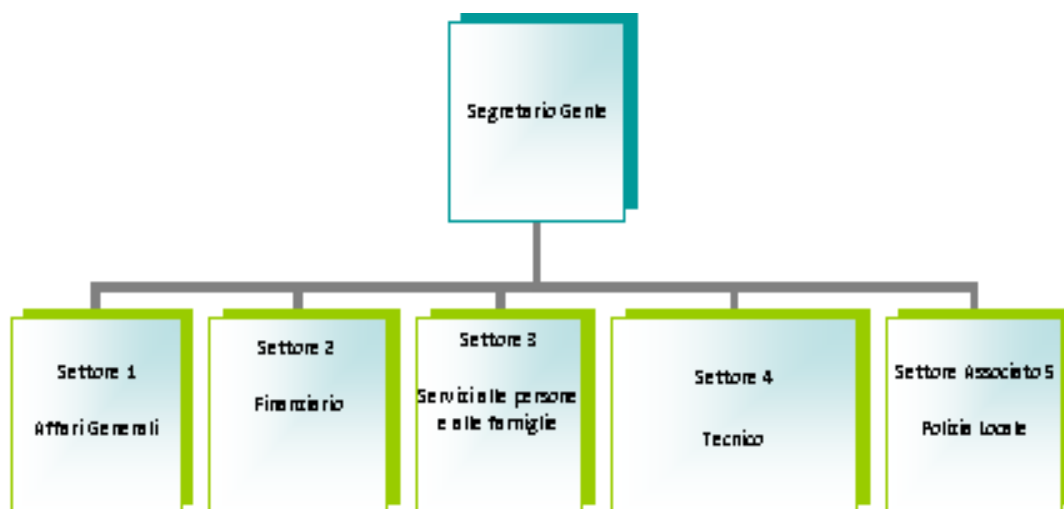 Segretario Genle
Settore 1
Affari Generali
Settore 2
Finanziario
Settore 3
Servizi alle persone
e alle famiglie
Settore 4
Tecnico
Settore Associato 5
Polizia Locale